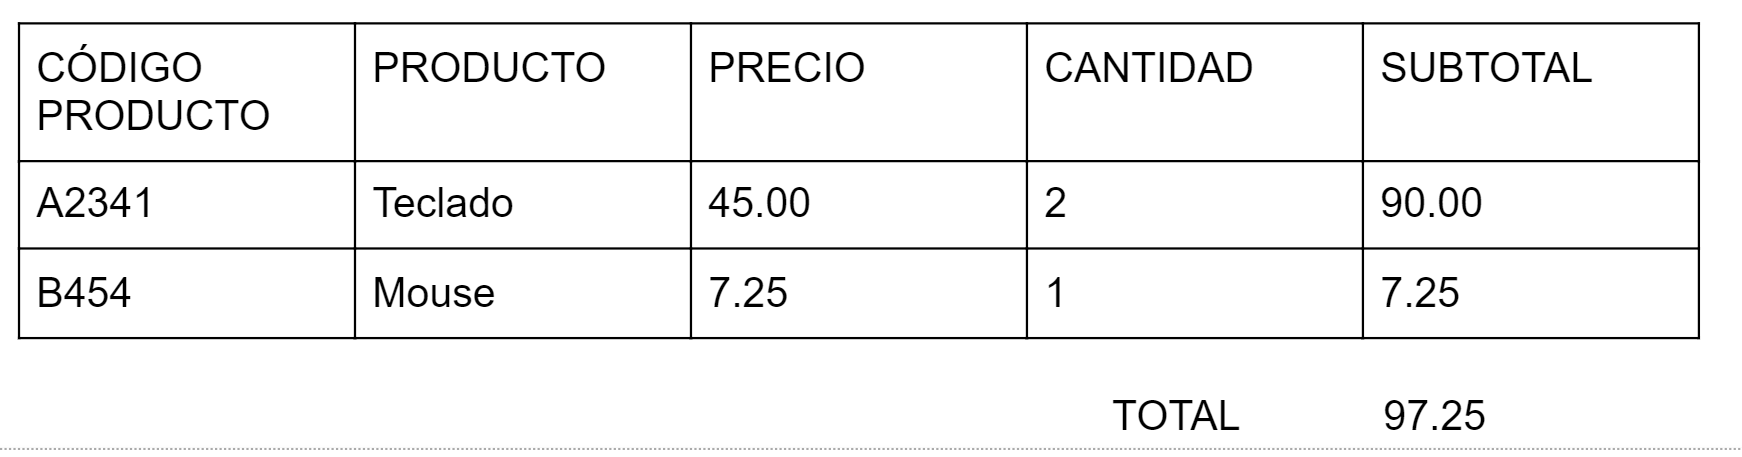 CÓDIGO PRODUCTO PRODUCTO PRECIO CANTIDAD SUBTOTAL
A2341 Teclado 45.00 2 90.00
B454 Mouse 7.25 1 7.25
TOTAL 97.25